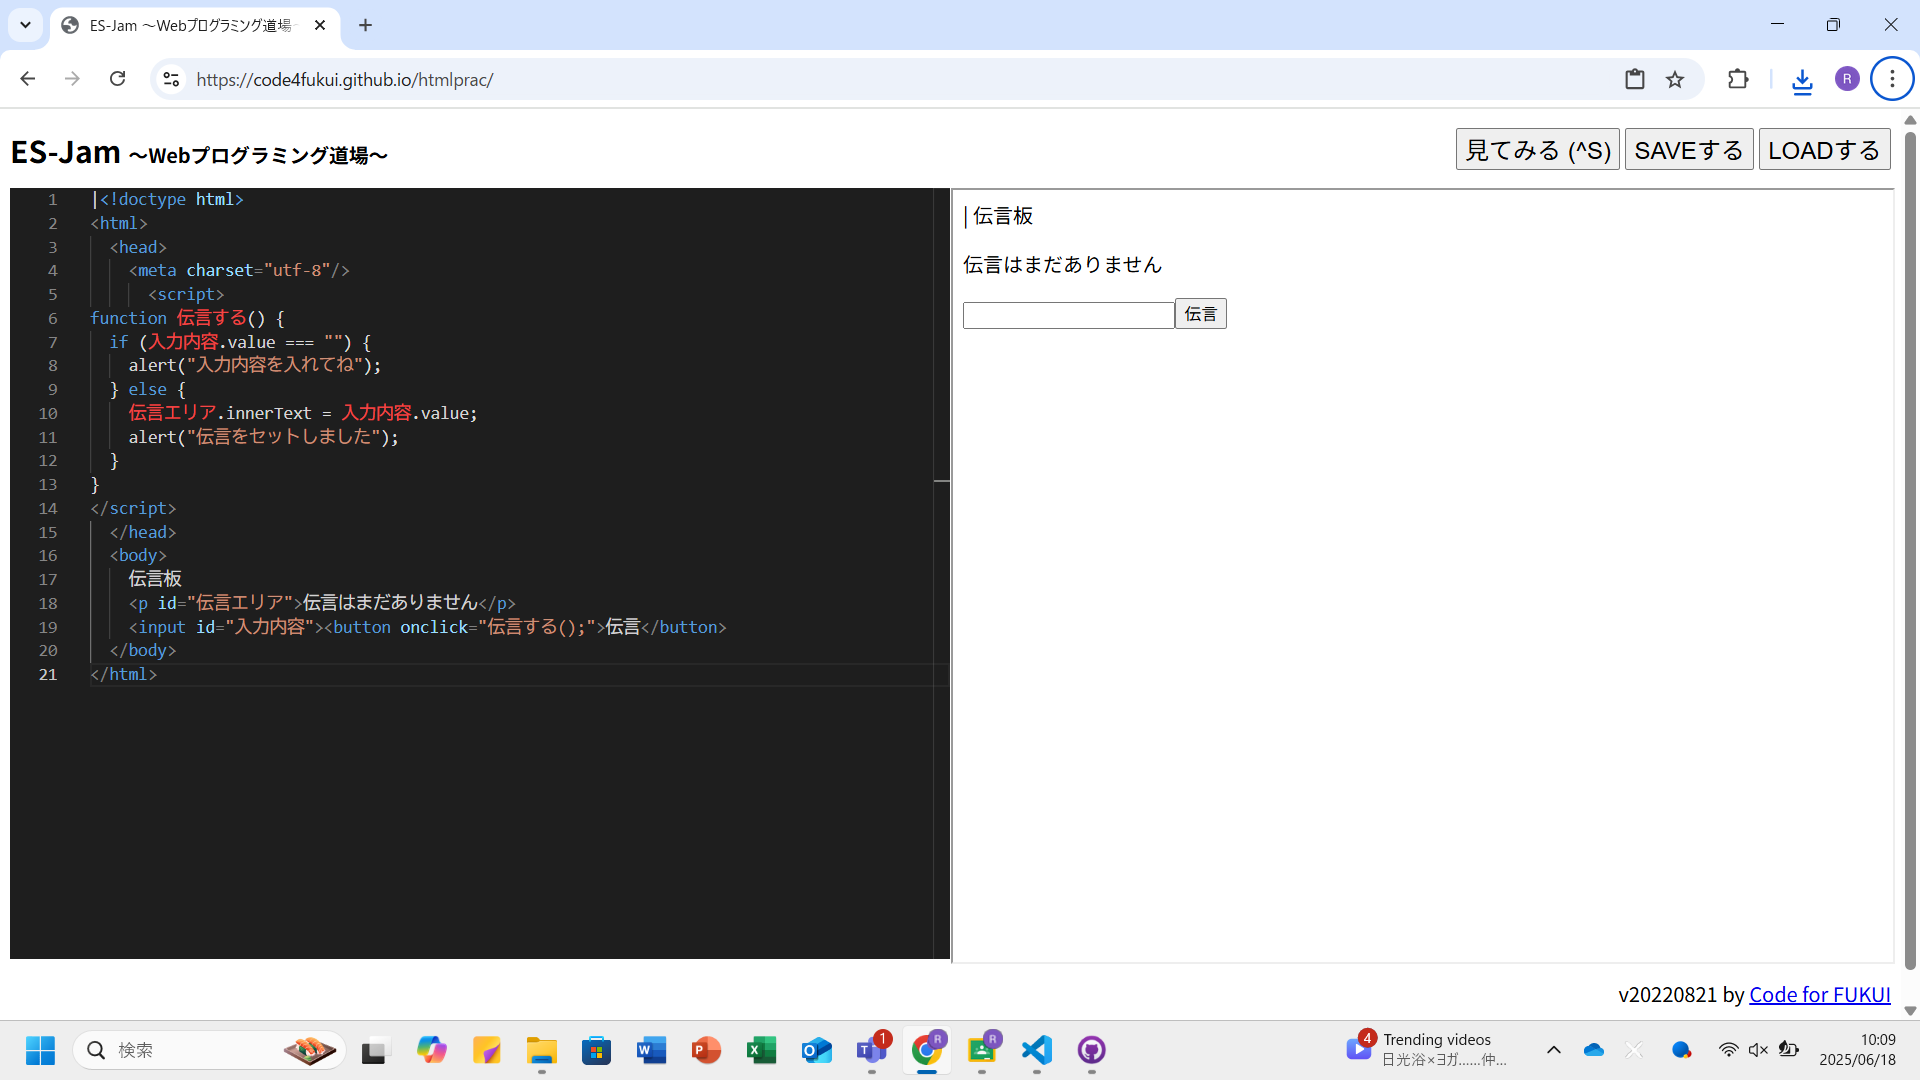 ES-Jam 〜Webプログラミング道場
https://code4fukui.github.io/htmlprac/
R
ES-Jam 〜Webプログラミング道場〜
見てみる (^S) SAVEする LOADする
1 |<!doctype html>
2 <html>
3 <head>
4 <meta charset="utf-8"/>
5 <script>
6 function 伝言する() {
7 if (入力内容.value === "") {
8 alert("入力内容を入れてね");
9 } else {
10 伝言エリア.innerText = 入力内容.value;
11 alert("伝言をセットしました");
12 }
13 }
14 </script>
15 </head>
16 <body>
17 伝言板
18 <p id="伝言エリア">伝言はまだありません</p>
19 <input id="入力内容"><button onclick="伝言する();">伝言</button>
20 </body>
21 </html>
| 伝言板
伝言はまだありません
伝言
v20220821 by Code for FUKUI
検索
1
R
R
4
Trending videos
日光浴×ヨガ......仲...
10:09
2025/06/18